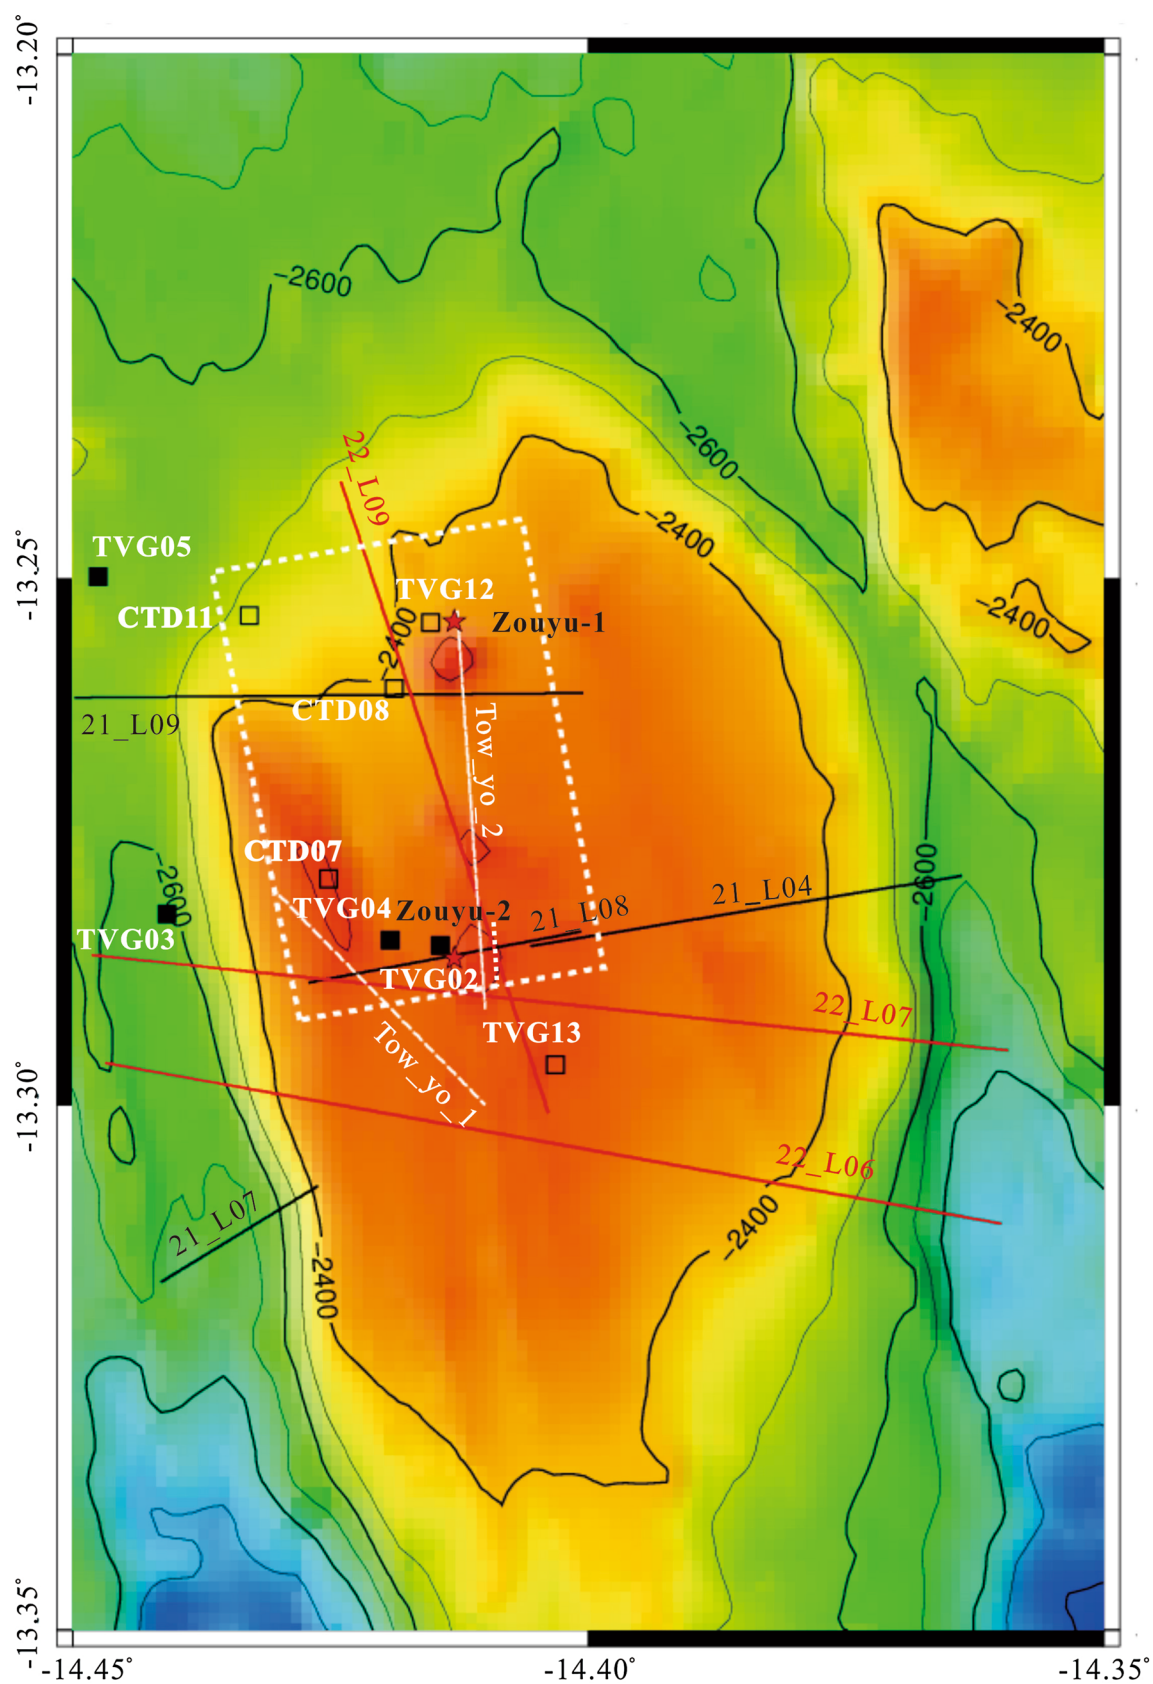 -13.20°
-2600
-2400
-2600
22_L09
-2400
TVG05
-13.25°
TVG12
CTD11
Zouyu-1
-2400
-2400
CTD08
21_L09
Tow_yo_2
CTD07
-2600
21_L04
-2600
TVG04
Zouyu-2
21_L08
TVG03
TVG02
22_L07
TVG13
Tow_yo_1
-13.30°
22_L06
21_L07
-2400
-2400
-13.35°
-14.45°
-14.40°
-14.35°